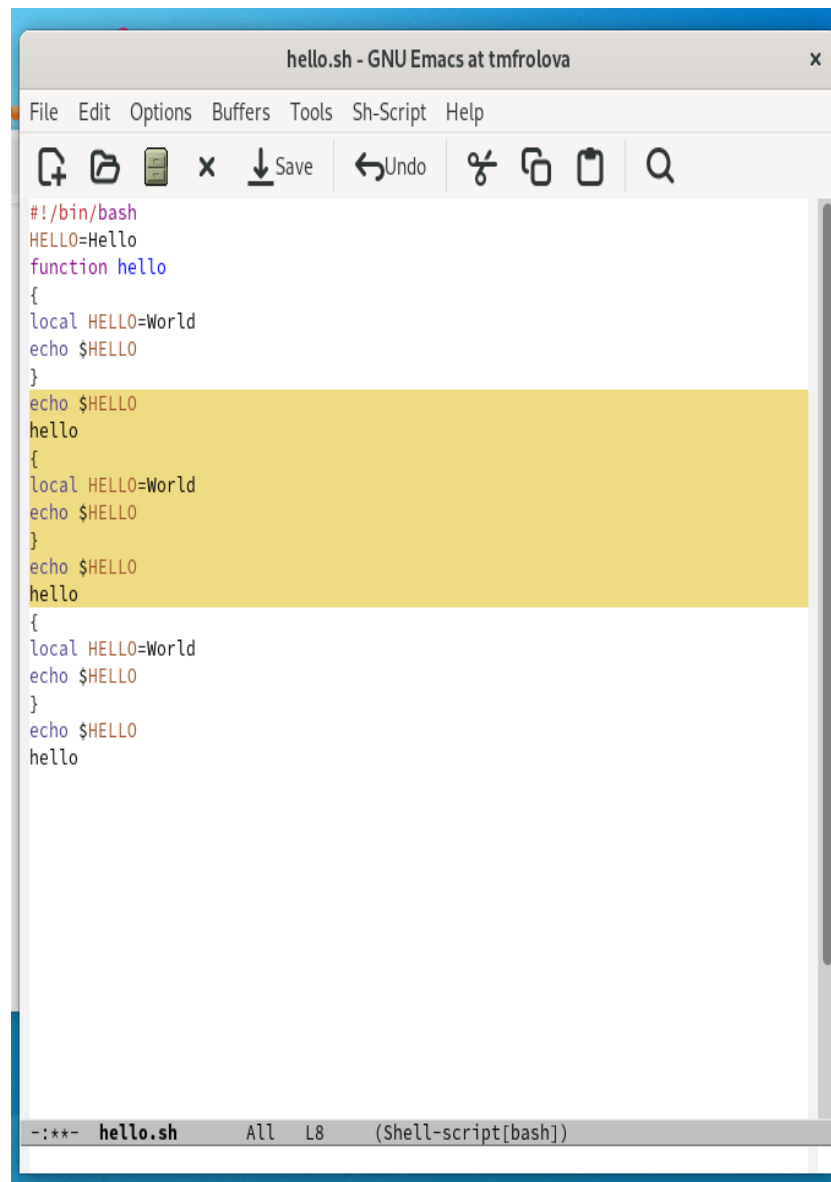 hello.sh - GNU Emacs at tmfrolova
File Edit Options Buffers Tools Sh-Script Help
Save Undo
#!/bin/bash
HELLO=Hello
function hello
{
local HELLO=World
echo $HELLO
}
echo $HELLO
hello
{
local HELLO=World
echo $HELLO
}
echo $HELLO
hello
{
local HELLO=World
echo $HELLO
}
echo $HELLO
hello
-:**- hello.sh All L8 (Shell-script[bash])